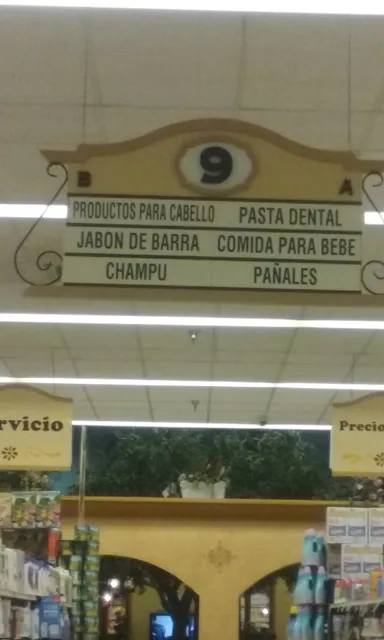 9
B A
PRODUCTOS PARA CABELLO PASTA DENTAL
JABON DE BARRA COMIDA PARA BEBE
CHAMPU PAÑALES
rvicio
Precio